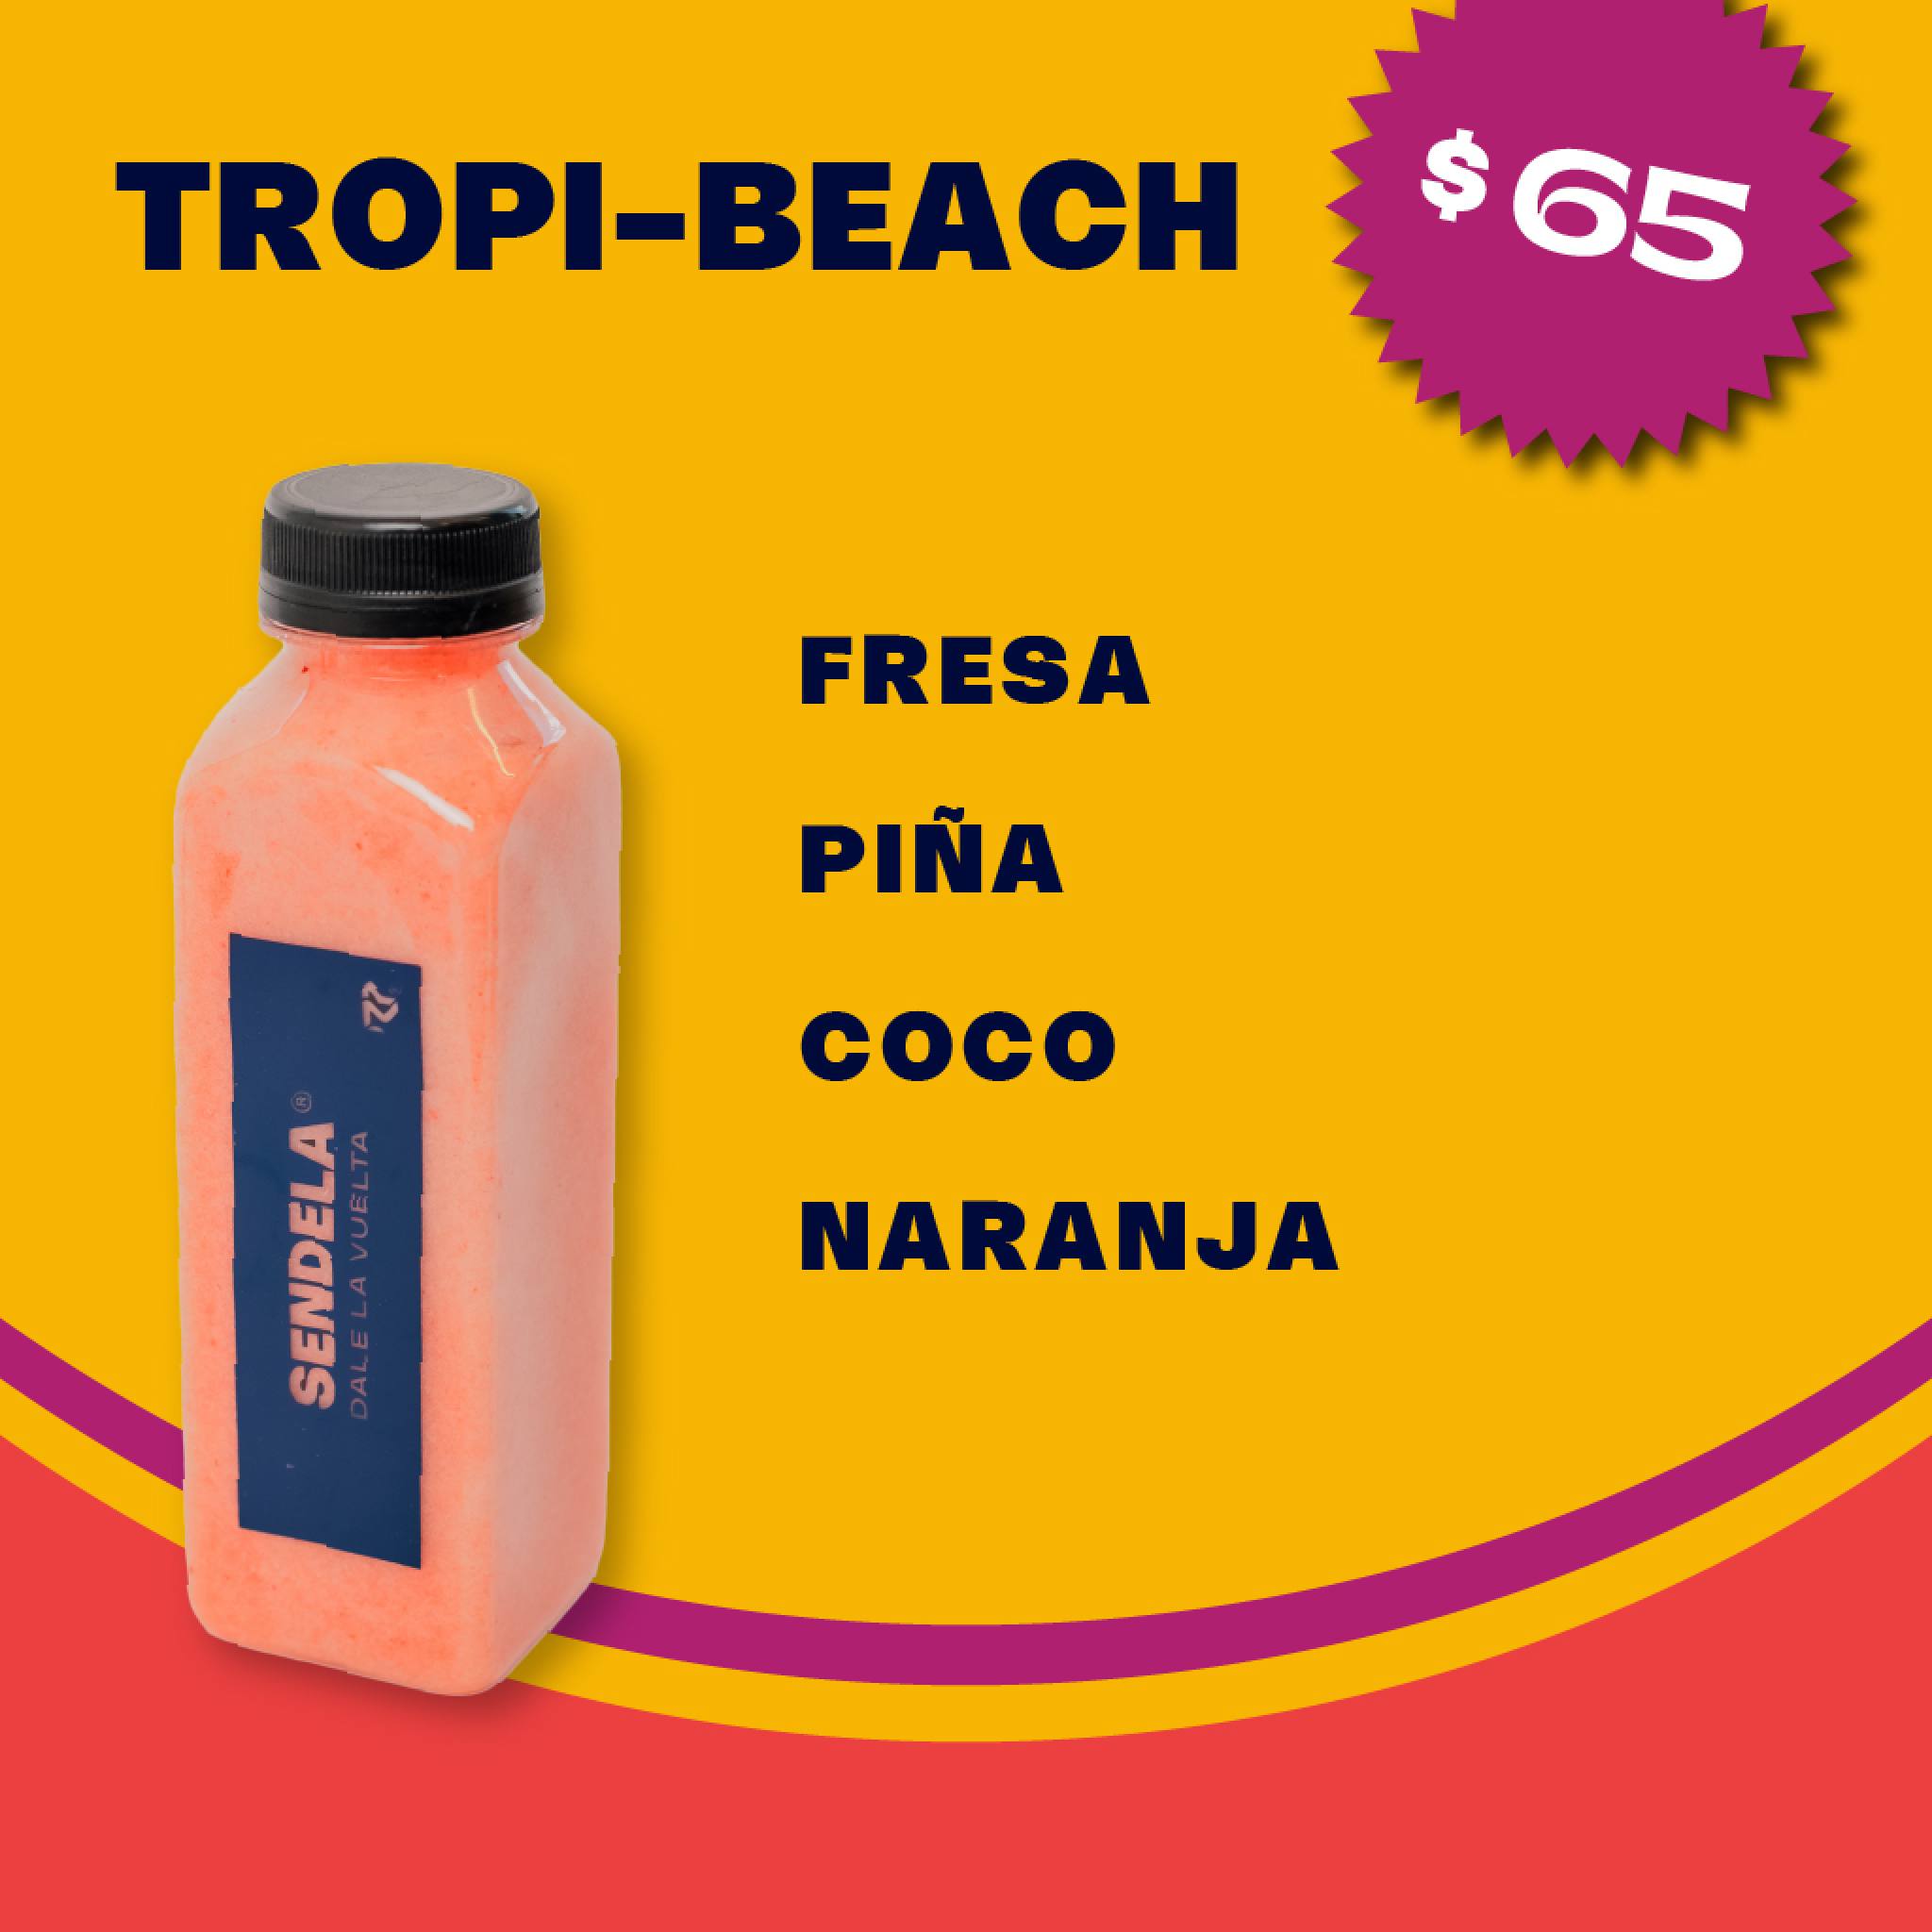 TROPI-BEACH
$65
FRESA
PIÑA
COCO
NARANJA
SENDELA®
DALE LA VUELTA